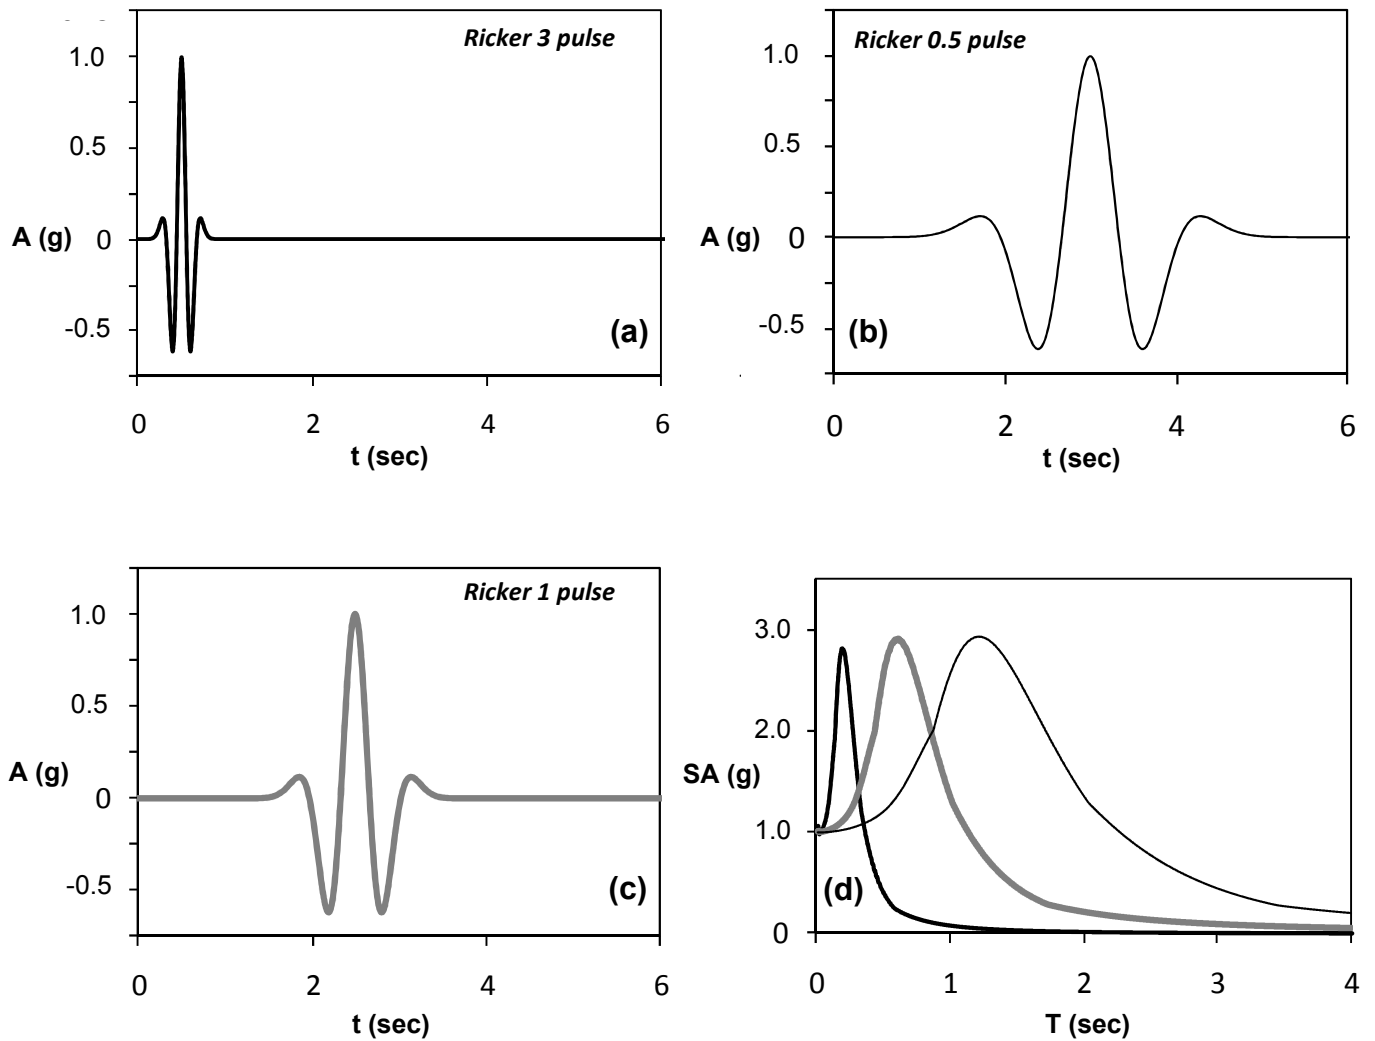 Ricker 3 pulse
1.0
0.5
A (g)
0
-0.5
(a)
0 2 4 6
t (sec)
Ricker 0.5 pulse
1.0
0.5
A (g)
0
-0.5
(b)
0 2 4 6
t (sec)
Ricker 1 pulse
1.0
0.5
A (g)
0
-0.5
(c)
0 2 4 6
t (sec)
3.0
2.0
SA (g)
1.0
(d)
0
0 1 2 3 4
T (sec)